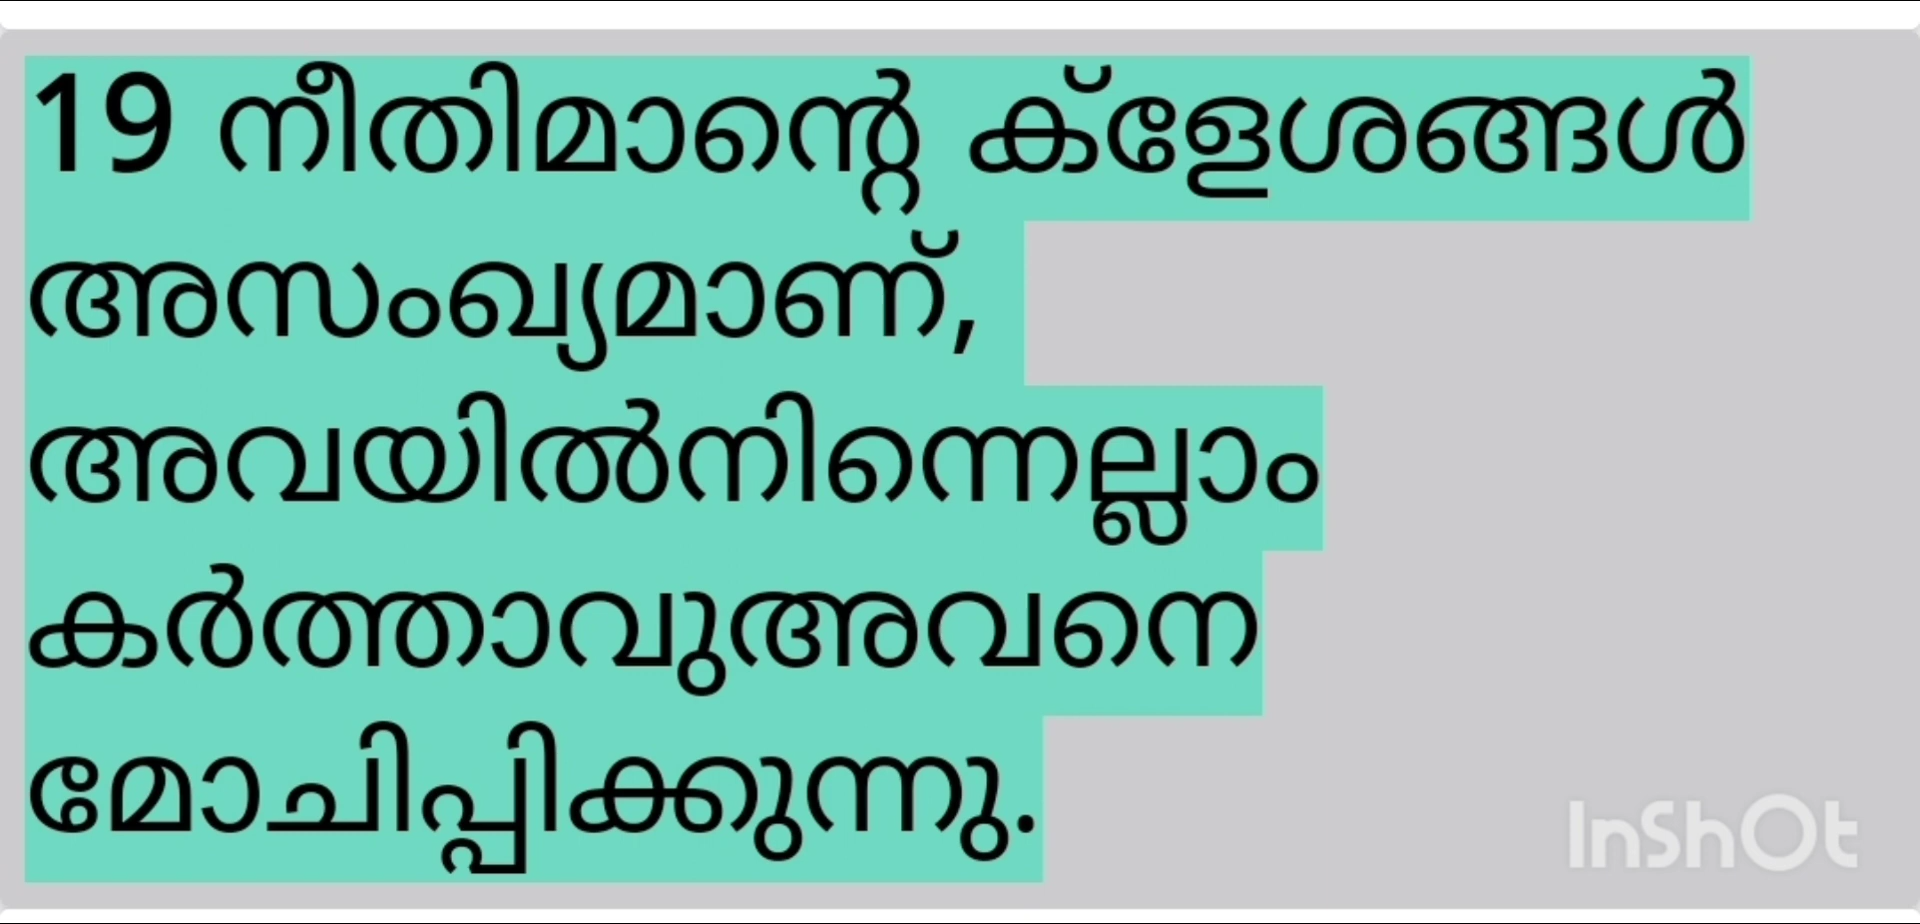 19 നീതിമാന്റെ ക്ളേശങ്ങൾ
അസംഖ്യമാണ്,
അവയിൽനിന്നെല്ലാം
കർത്താവുഅവനെ
മോചിപ്പിക്കുന്നു.
InShOt